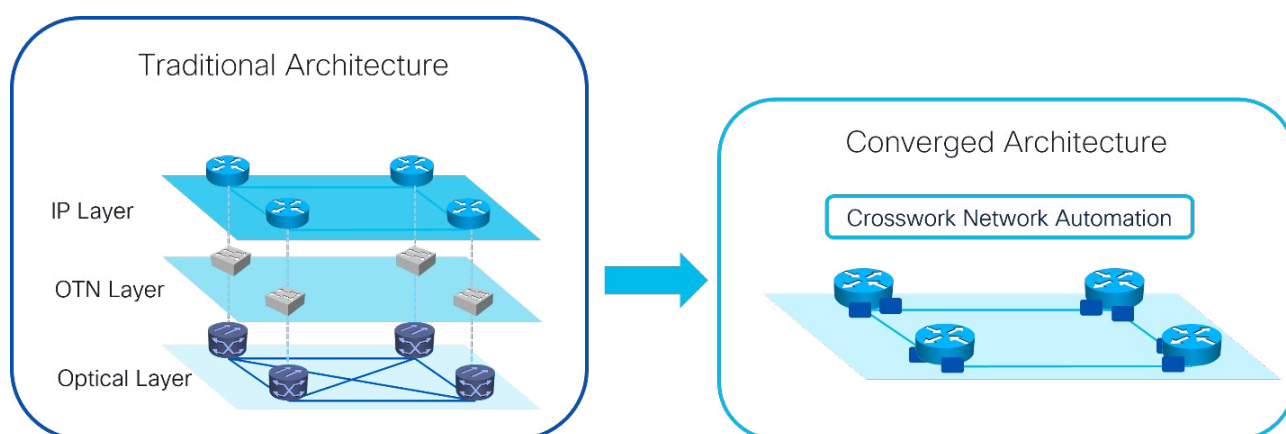 Traditional Architecture
IP Layer
OTN Layer
Optical Layer
Converged Architecture
Crosswork Network Automation